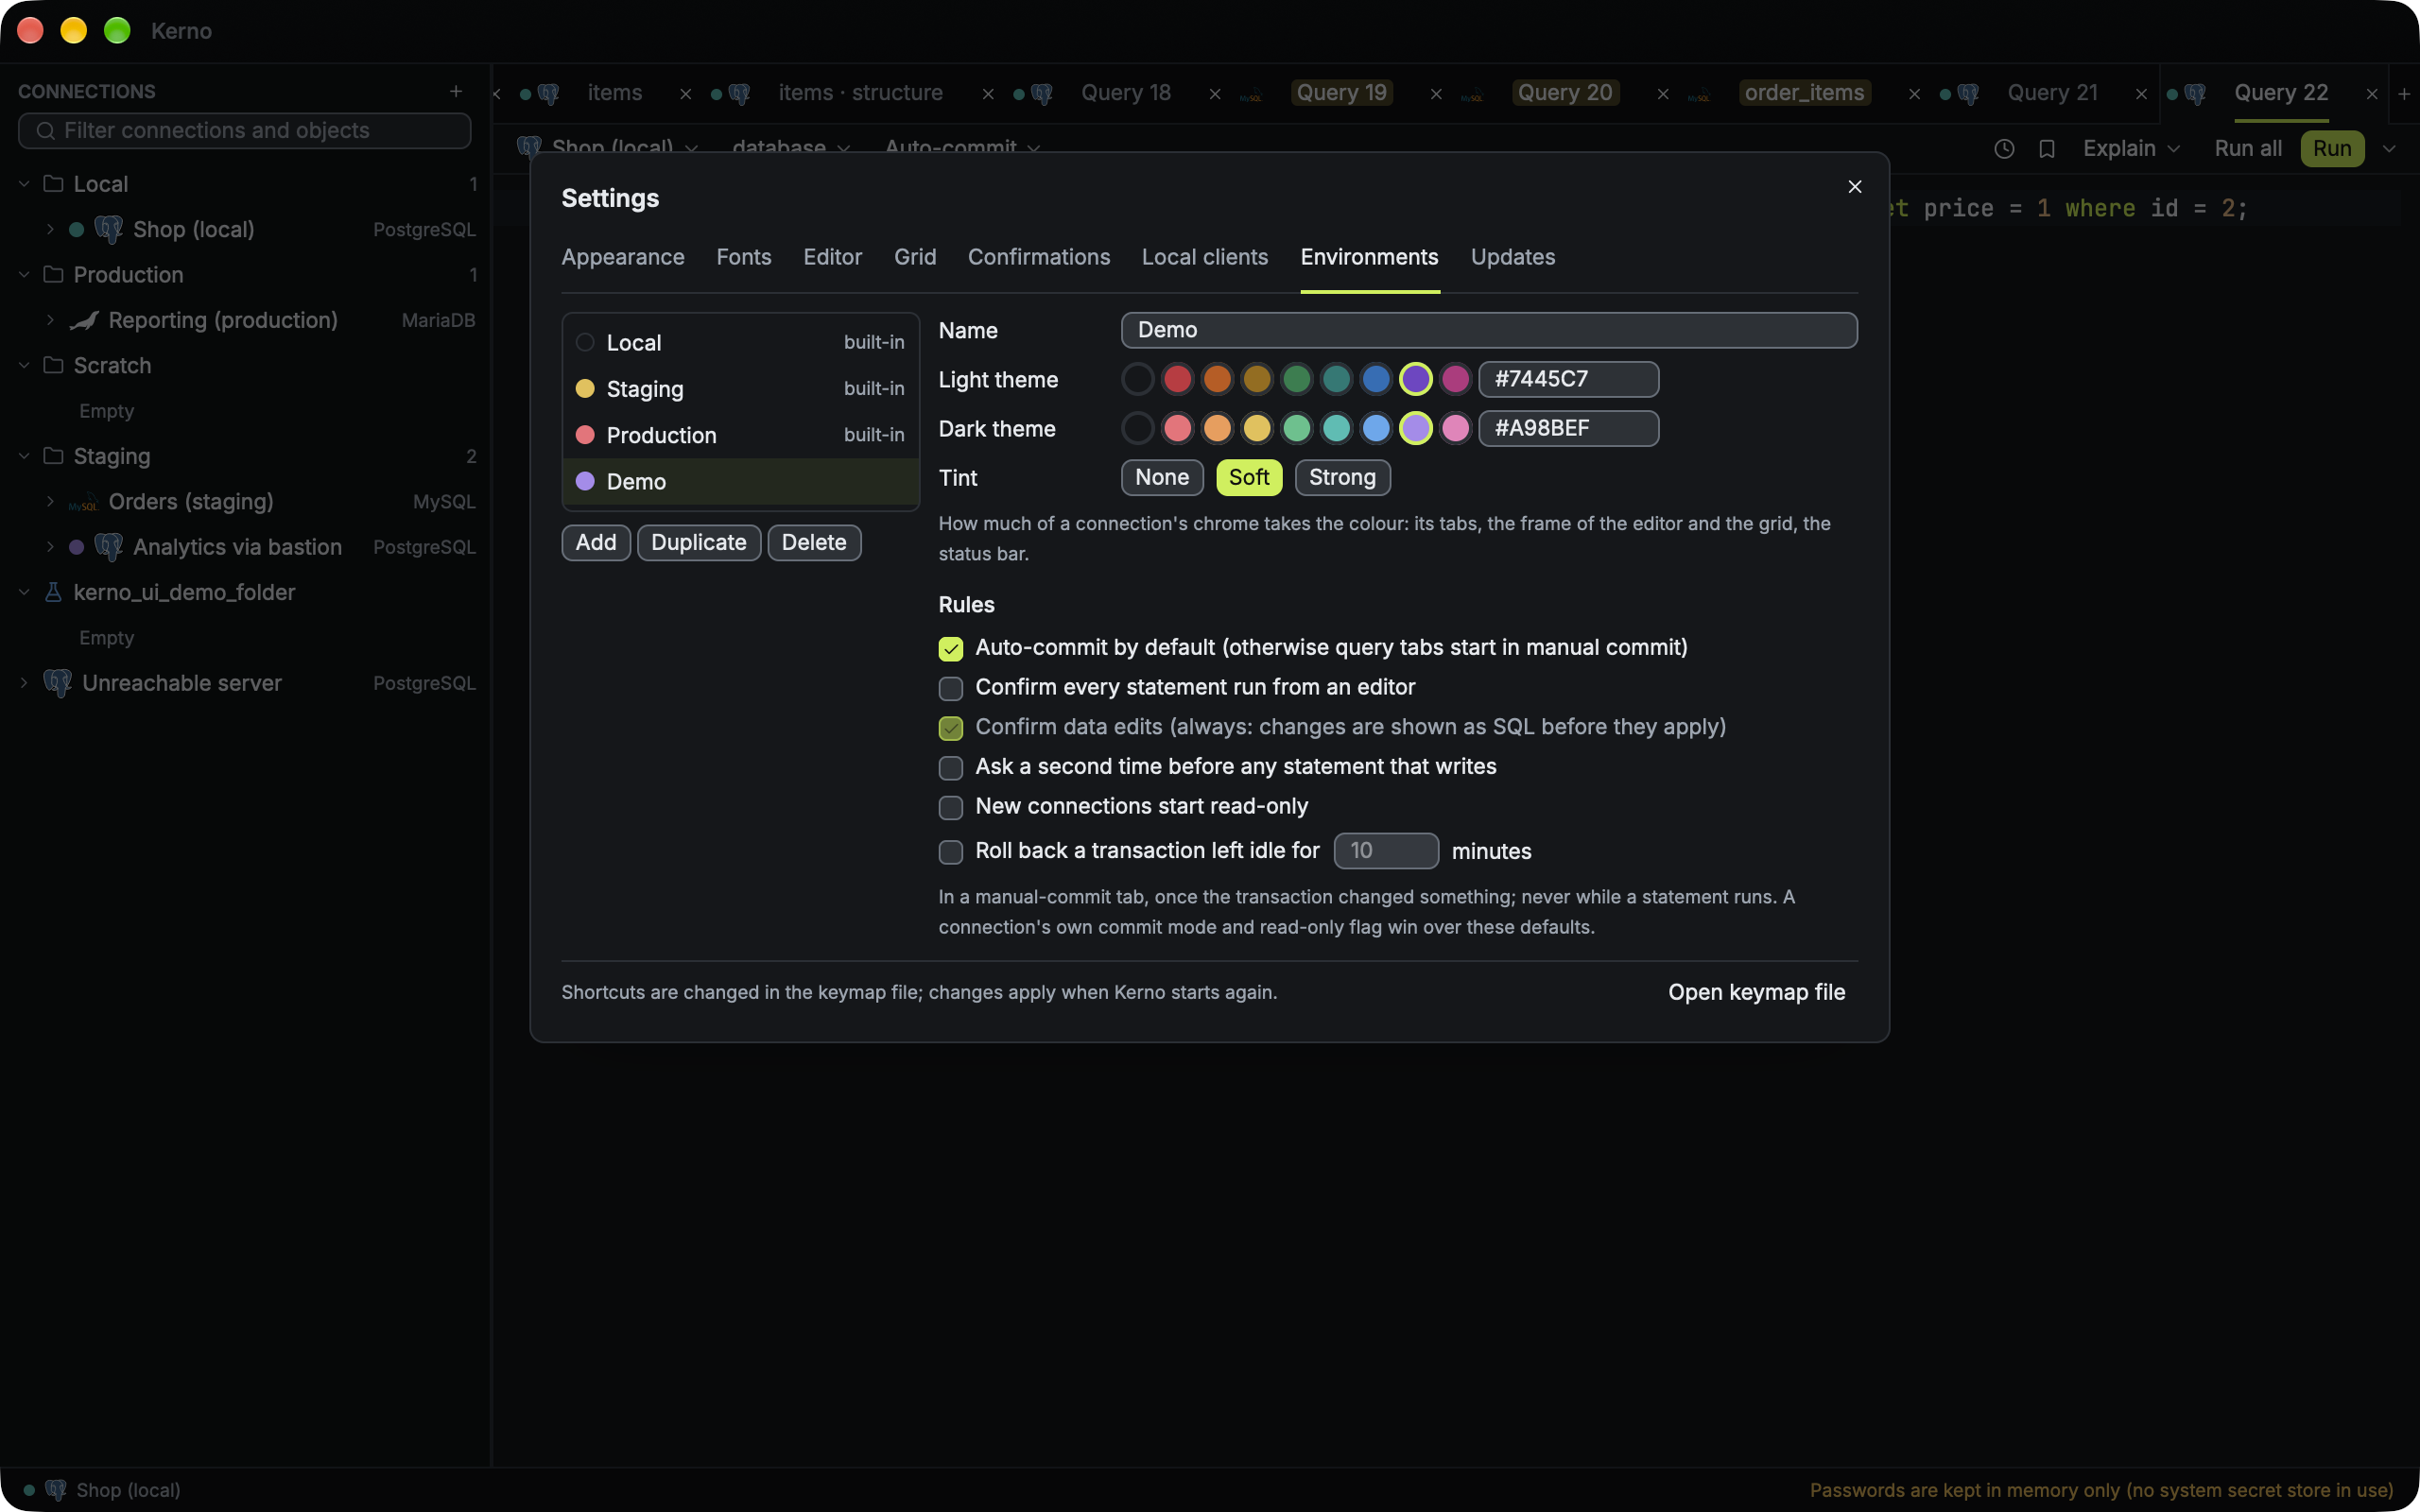 Kerno
CONNECTIONS
Filter connections and objects
Local 1
Shop (local) PostgreSQL
Production 1
Reporting (production) MariaDB
Scratch
Empty
Staging 2
MySQL Orders (staging) MySQL
Analytics via bastion PostgreSQL
kerno_ui_demo_folder
Empty
Unreachable server PostgreSQL
items items · structure Query 18 MySQL Query 19 MySQL Query 20 MySQL order_items Query 21 Query 22
Shop (local) database Auto-commit Explain Run all Run
et price = 1 where id = 2;
Settings
Appearance Fonts Editor Grid Confirmations Local clients Environments Updates
Local built-in
Staging built-in
Production built-in
Demo
Add Duplicate Delete
Name Demo
Light theme #7445C7
Dark theme #A98BEF
Tint None Soft Strong
How much of a connection's chrome takes the colour: its tabs, the frame of the editor and the grid, the
status bar.
Rules
Auto-commit by default (otherwise query tabs start in manual commit)
Confirm every statement run from an editor
Confirm data edits (always: changes are shown as SQL before they apply)
Ask a second time before any statement that writes
New connections start read-only
Roll back a transaction left idle for 10 minutes
In a manual-commit tab, once the transaction changed something; never while a statement runs. A
connection's own commit mode and read-only flag win over these defaults.
Shortcuts are changed in the keymap file; changes apply when Kerno starts again. Open keymap file
Shop (local) Passwords are kept in memory only (no system secret store in use)